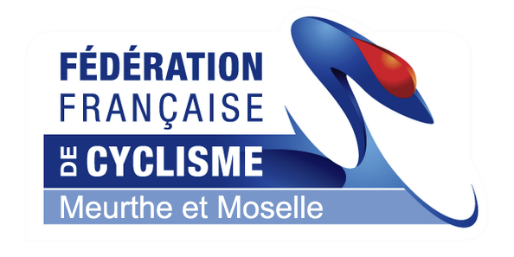 FÉDÉRATION
FRANÇAISE
DE CYCLISME
Meurthe et Moselle